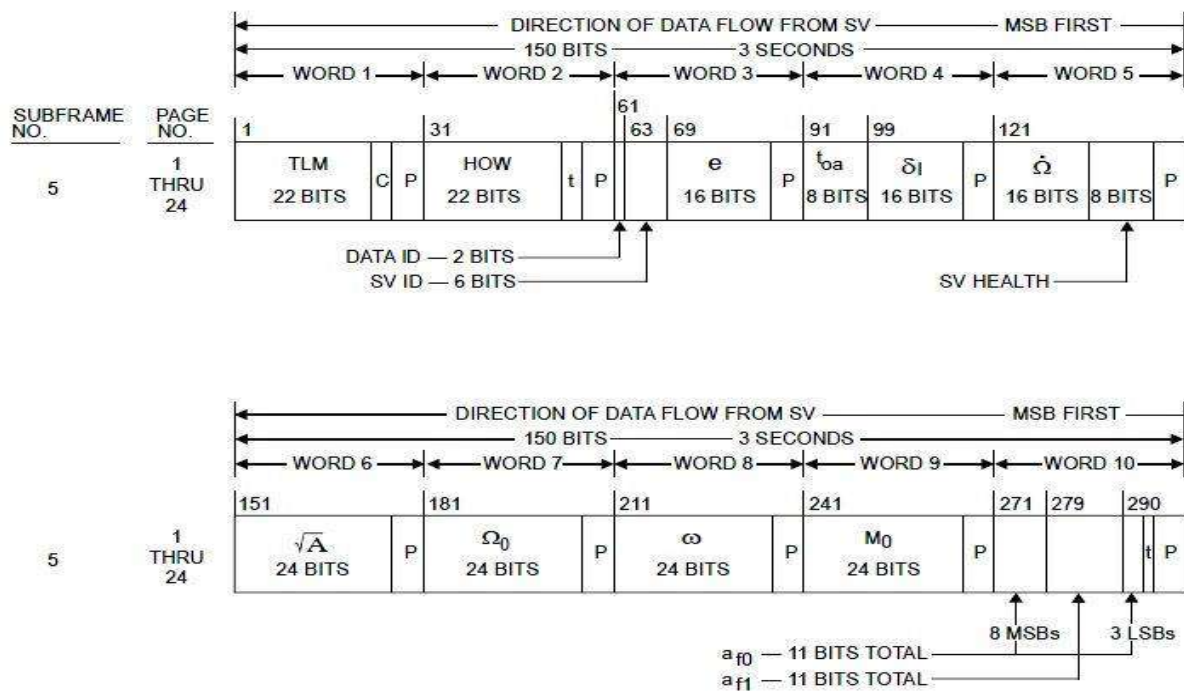 DIRECTION OF DATA FLOW FROM SV MSB FIRST
150 BITS 3 SECONDS
WORD 1 WORD 2 WORD 3 WORD 4 WORD 5
SUBFRAME NO. PAGE NO.
1 31 61 63 69 91 99 121
5
1 THRU 24
TLM 22 BITS
C
P
HOW 22 BITS
t
P
e 16 BITS
P
t_oa 8 BITS
δ_I 16 BITS
P
Ω̇ 16 BITS
8 BITS
P
DATA ID — 2 BITS
SV ID — 6 BITS
SV HEALTH
DIRECTION OF DATA FLOW FROM SV MSB FIRST
150 BITS 3 SECONDS
WORD 6 WORD 7 WORD 8 WORD 9 WORD 10
151 181 211 241 271 279 290
5
1 THRU 24
√A 24 BITS
P
Ω_0 24 BITS
P
ω 24 BITS
P
M_0 24 BITS
P
t
P
8 MSBs 3 LSBs
a_f0 — 11 BITS TOTAL
a_f1 — 11 BITS TOTAL